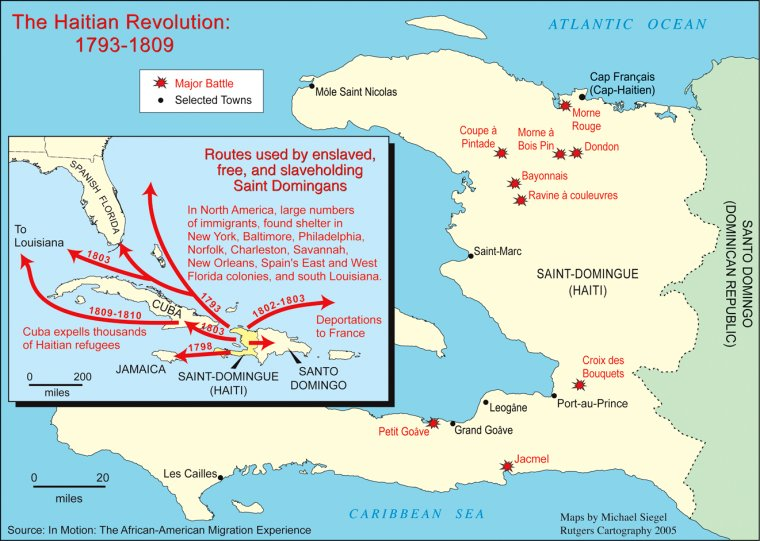 The Haitian Revolution:
1793-1809
ATLANTIC OCEAN
Major Battle
Selected Towns
Môle Saint Nicolas
Cap Français
(Cap-Haitien)
Morne
Rouge
Coupe à
Pintade
Morne à
Bois Pin
Dondon
Bayonnais
Ravine à couleuvres
Saint-Marc
SAINT-DOMINGUE
(HAITI)
SANTO DOMINGO
(DOMINICAN REPUBLIC)
Routes used by enslaved,
free, and slaveholding
Saint Domingans
In North America, large numbers
of immigrants, found shelter in
New York, Baltimore, Philadelphia,
Norfolk, Charleston, Savannah,
New Orleans, Spain's East and West
Florida colonies, and south Louisiana.
SPANISH FLORIDA
To
Louisiana
1803
1793
1802-1803
CUBA
1809-1810
1803
Deportations
to France
Cuba expells thousands
of Haitian refugees
1798
JAMAICA
SAINT-DOMINGUE
(HAITI)
SANTO
DOMINGO
0 200
miles
Croix des
Bouquets
Port-au-Prince
Leogâne
Petit Goâve
Grand Goâve
Jacmel
Les Cailles
0 20
miles
CARIBBEAN SEA
Source: In Motion: The African-American Migration Experience
Maps by Michael Siegel
Rutgers Cartography 2005